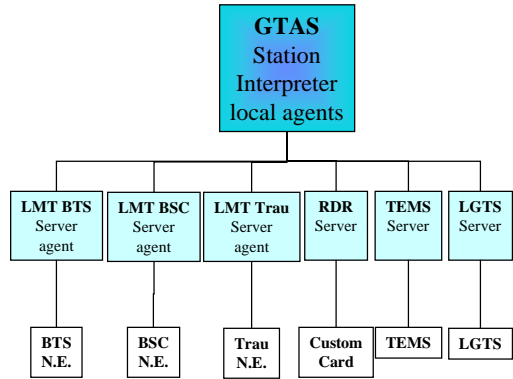 GTAS
Station
Interpreter
local agents
LMT BTS
Server
agent
LMT BSC
Server
agent
LMT Trau
Server
agent
RDR
Server
TEMS
Server
LGTS
Server
BTS
N.E.
BSC
N.E.
Trau
N.E.
Custom
Card
TEMS
LGTS